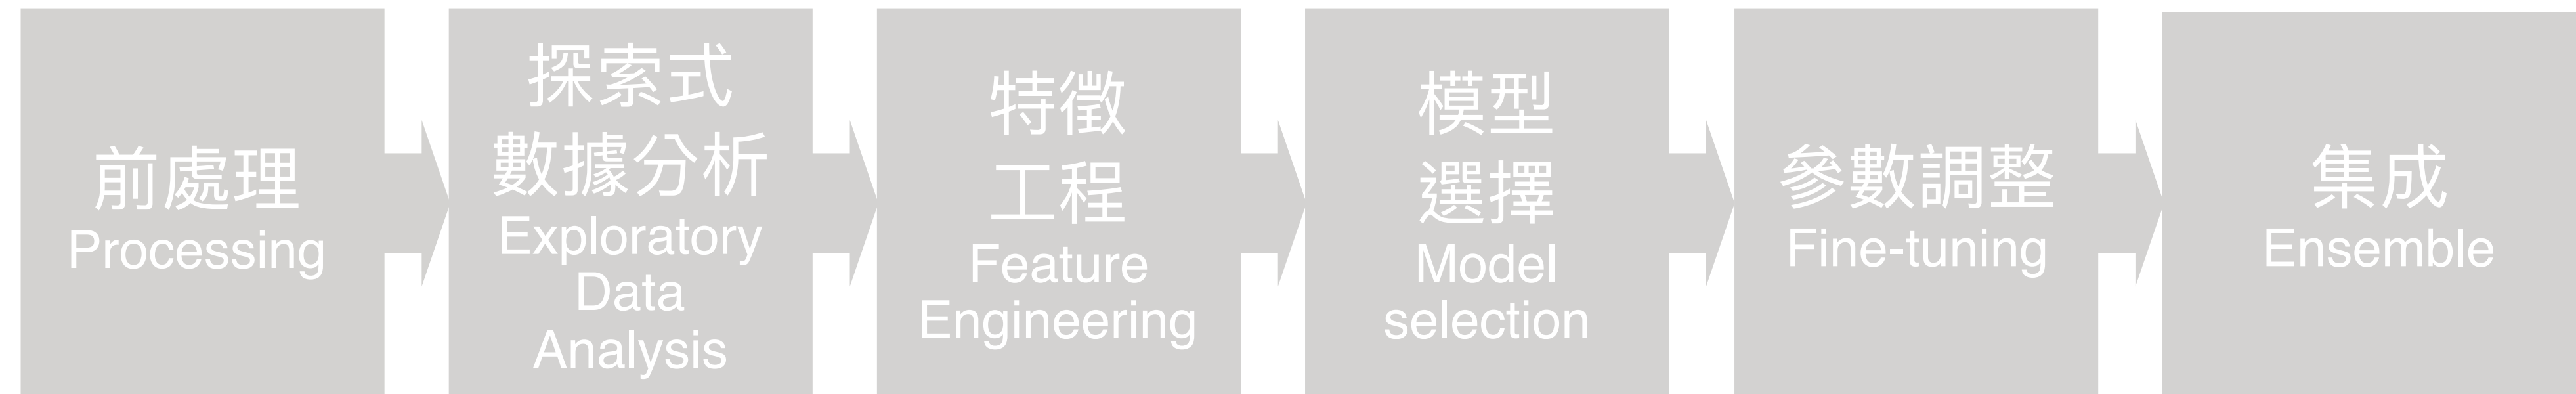 前處理
Processing
探索式
數據分析
Exploratory
Data
Analysis
特徵
工程
Feature
Engineering
模型
選擇
Model
selection
參數調整
Fine-tuning
集成
Ensemble